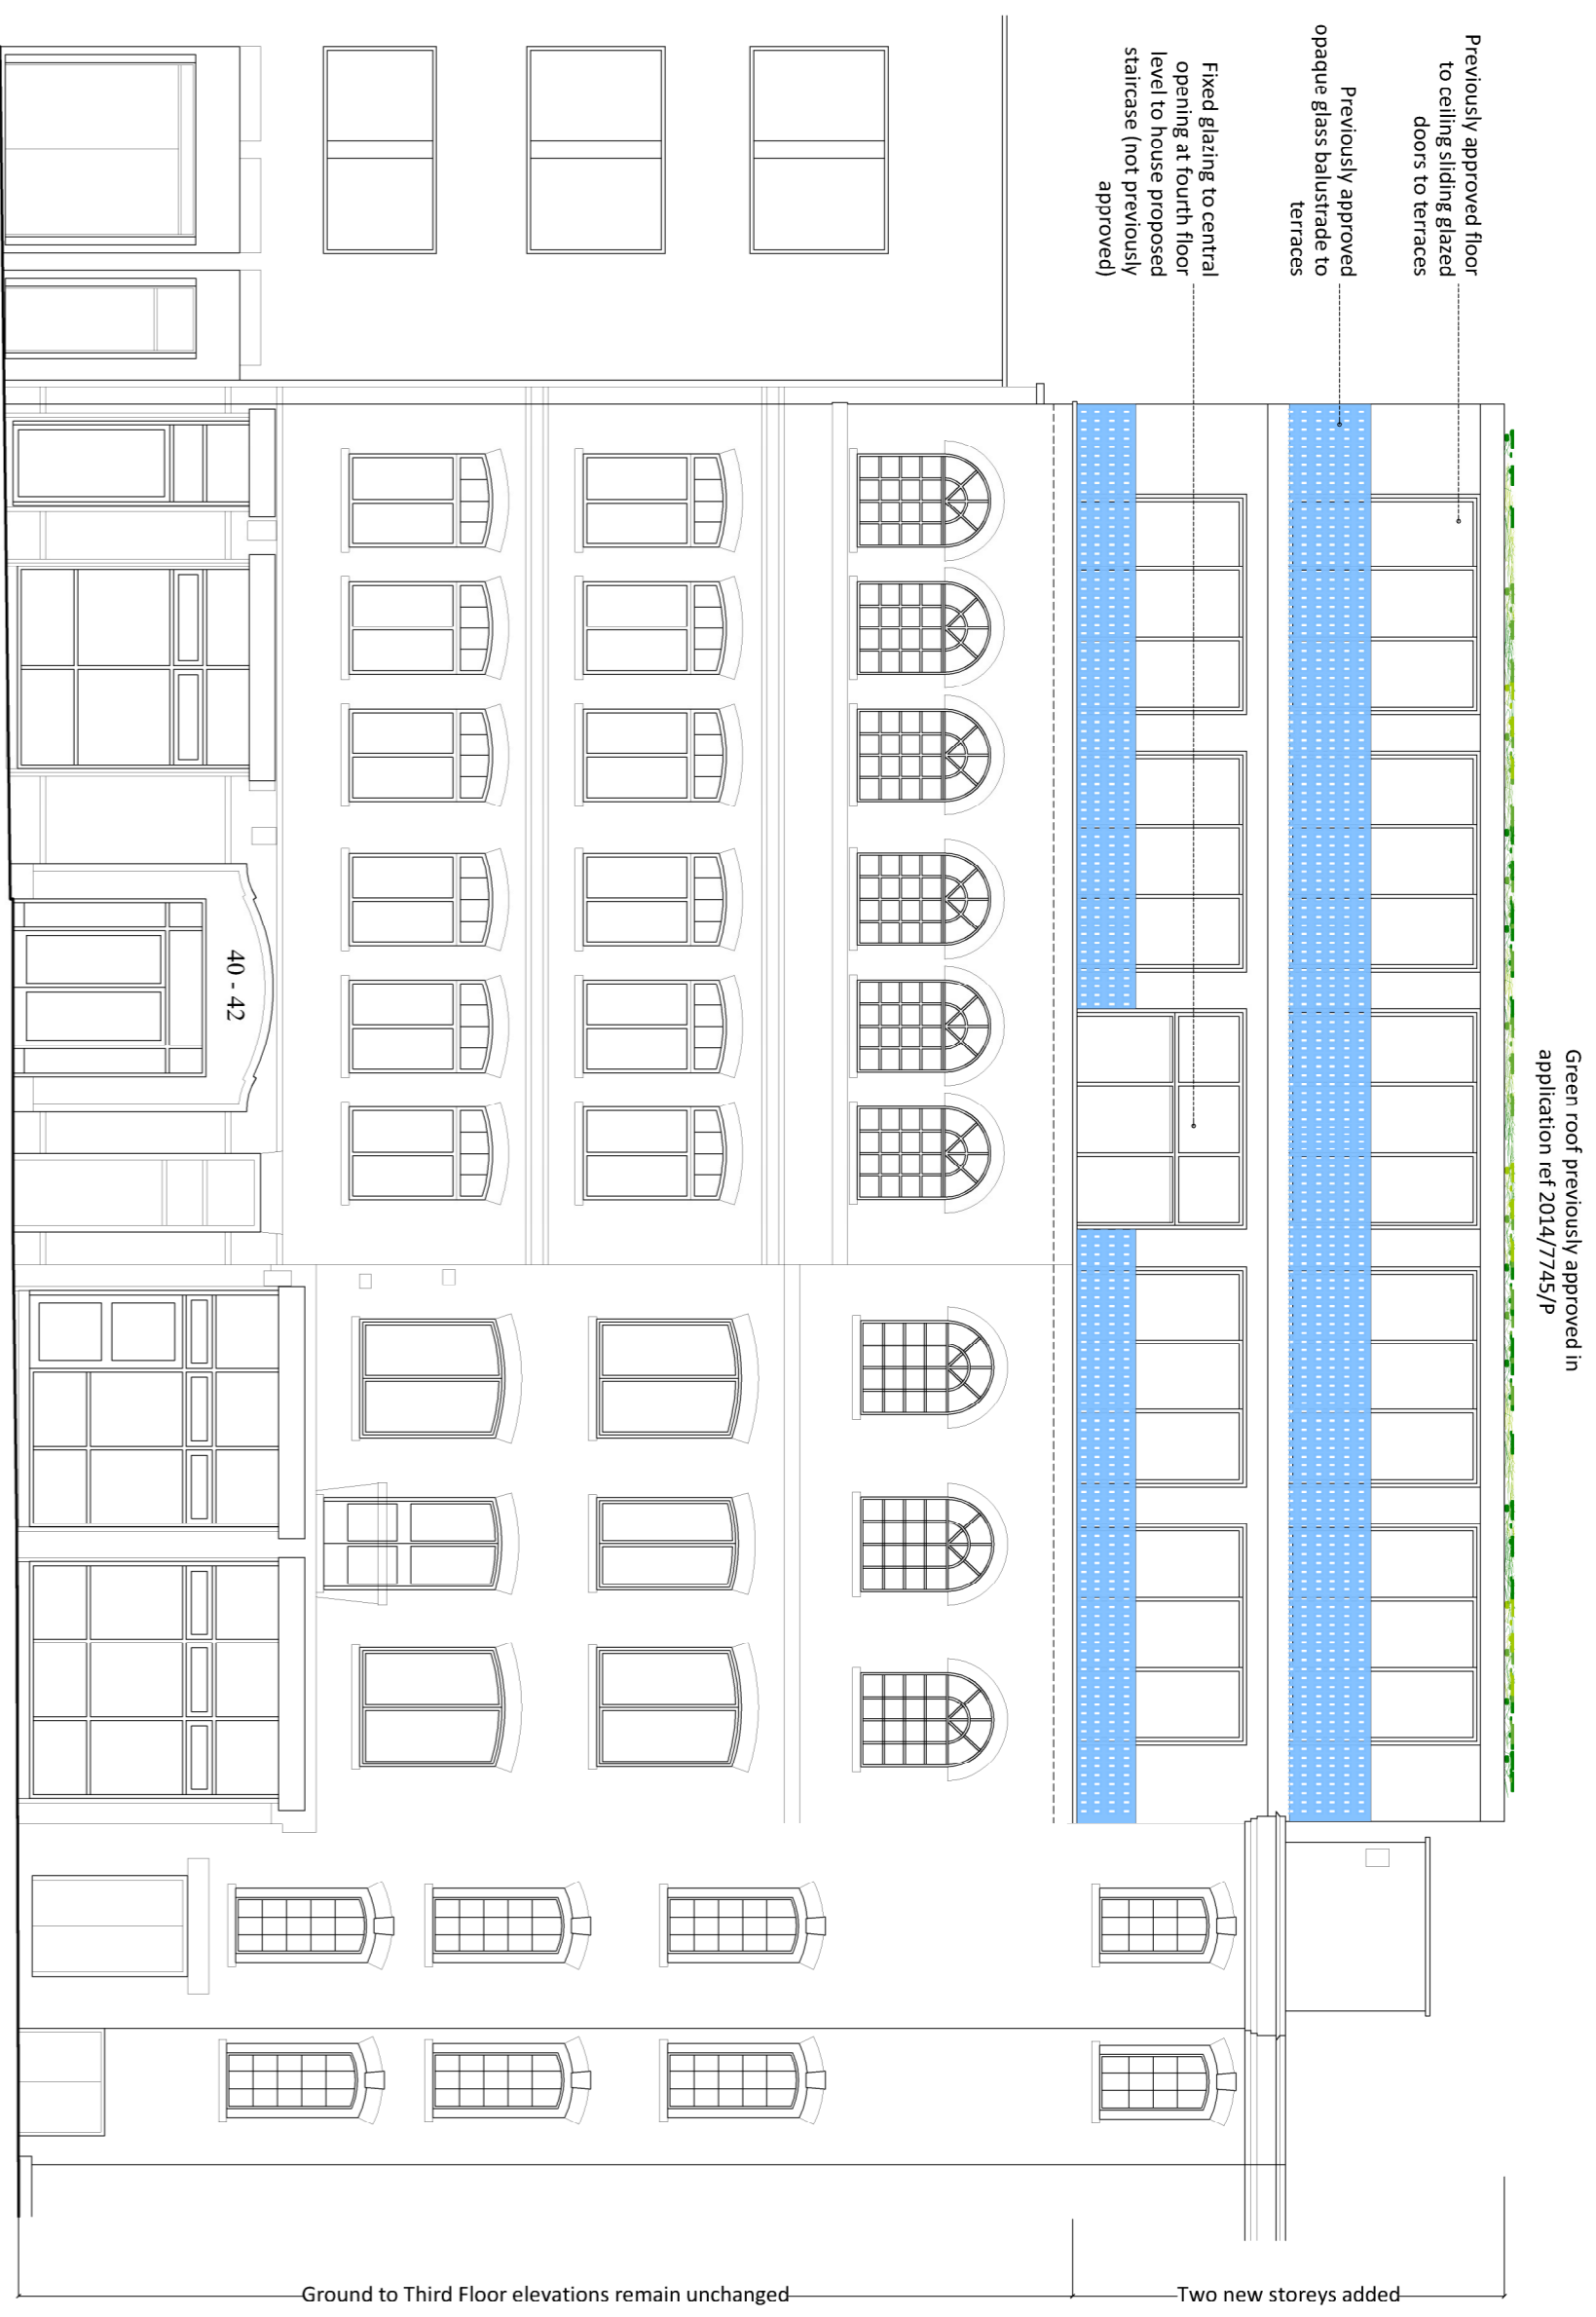 Green roof previously approved in
application ref 2014/7745/P
Previously approved floor
to ceiling sliding glazed
doors to terraces
Previously approved
opaque glass balustrade to
terraces
Fixed glazing to central
opening at fourth floor
level to house proposed
staircase (not previously
approved)
40 - 42
Two new storeys added
Ground to Third Floor elevations remain unchanged